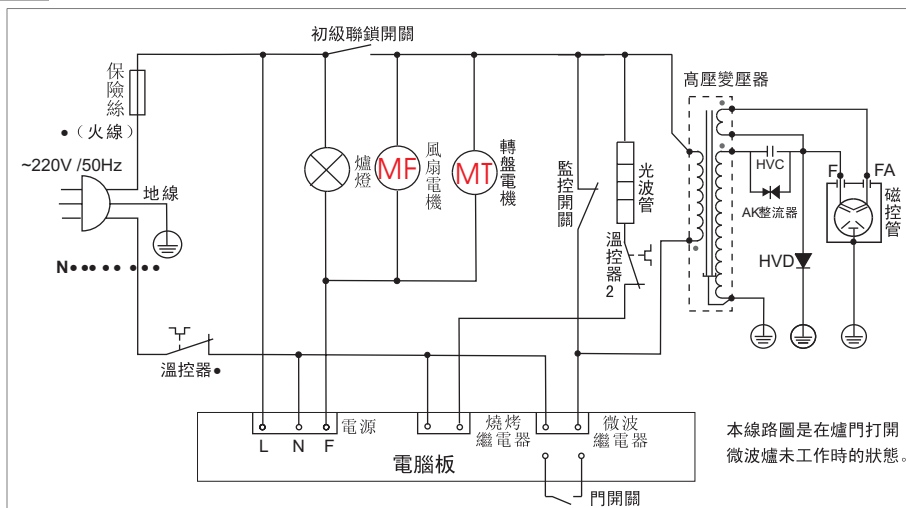 初級聯鎖開關
保險絲
●（火線）
~220V /50Hz
地線
N●●● ●● ●● ●
爐燈
MF
風扇電機
MT
轉盤電機
監控開關
光波管
溫控器2
高壓變壓器
HVC
AK整流器
HVD
F
FA
磁控管
溫控器●
L N F
電源
燒烤
繼電器
微波
繼電器
電腦板
門開關
本線路圖是在爐門打開
微波爐未工作時的狀態。